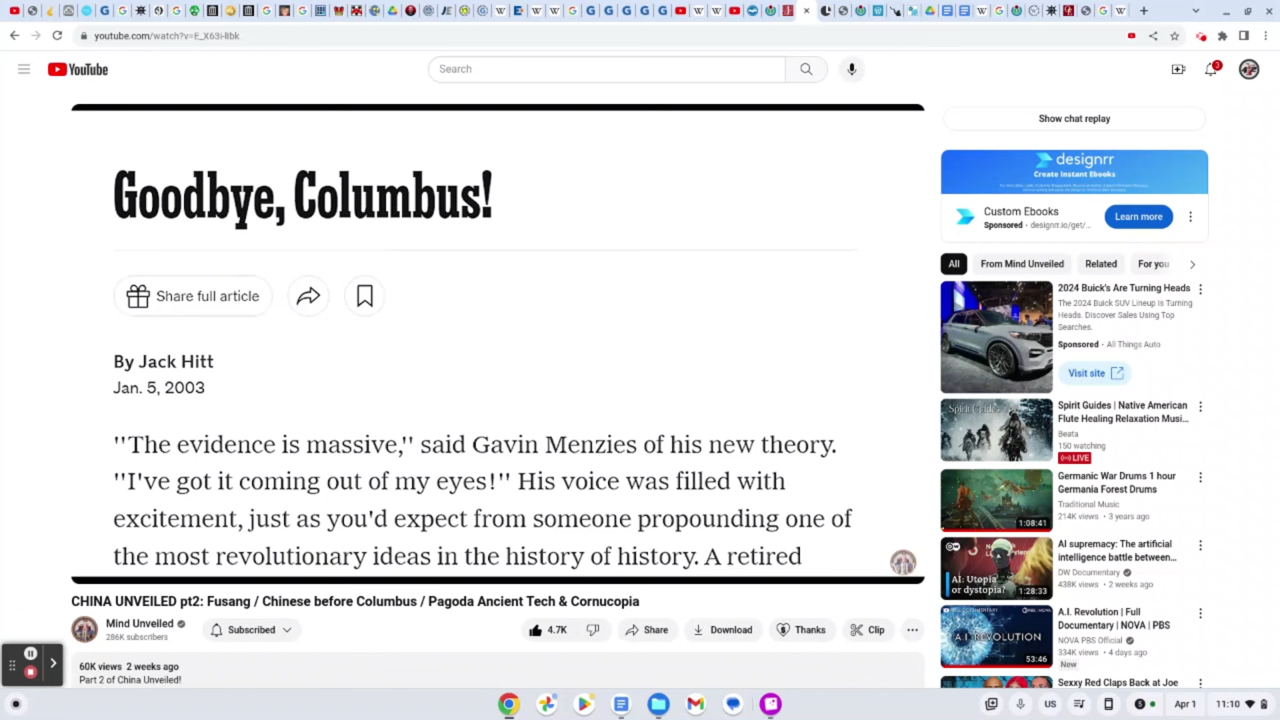 youtube.com/watch?v=E_X63HIibk
YouTube
Search
3
Goodbye, Columbus!
Share full article
By Jack Hitt
Jan. 5, 2003
''The evidence is massive,'' said Gavin Menzies of his new theory.
''I've got it coming out of my eyes!'' His voice was filled with
excitement, just as you'd expect from someone propounding one of
the most revolutionary ideas in the history of history. A retired
CHINA UNVEILED pt2: Fusang / Chinese before Columbus / Pagoda Ancient Tech & Cornucopia
Mind Unveiled
286K subscribers
Subscribed
4.7K
Share
Download
Thanks
Clip
60K views 2 weeks ago
Part 2 of China Unveiled!
Show chat replay
designrr
Create Instant Ebooks
Custom Ebooks
Sponsored · designrr.io/get/...
Learn more
All
From Mind Unveiled
Related
For you
2024 Buick's Are Turning Heads
The 2024 Buick SUV Lineup Is Turning
Heads. Discover Sales Using Top
Searches.
Sponsored · All Things Auto
Visit site
Spirit Guides
Spirit Guides | Native American
Flute Healing Relaxation Musi...
Beata
150 watching
LIVE
Germanic War Drums 1 hour
Germania Forest Drums
Traditional Music
214K views · 3 years ago
1:08:41
AI supremacy: The artificial
intelligence battle between...
DW Documentary
438K views · 2 weeks ago
AI: Utopia
or dystopia?
1:28:33
A.I. Revolution | Full
Documentary | NOVA | PBS
NOVA PBS Official
334K views · 4 days ago
New
A.I. REVOLUTION
53:46
Sexyy Red Claps Back at Joe
US
Apr 1
11:10